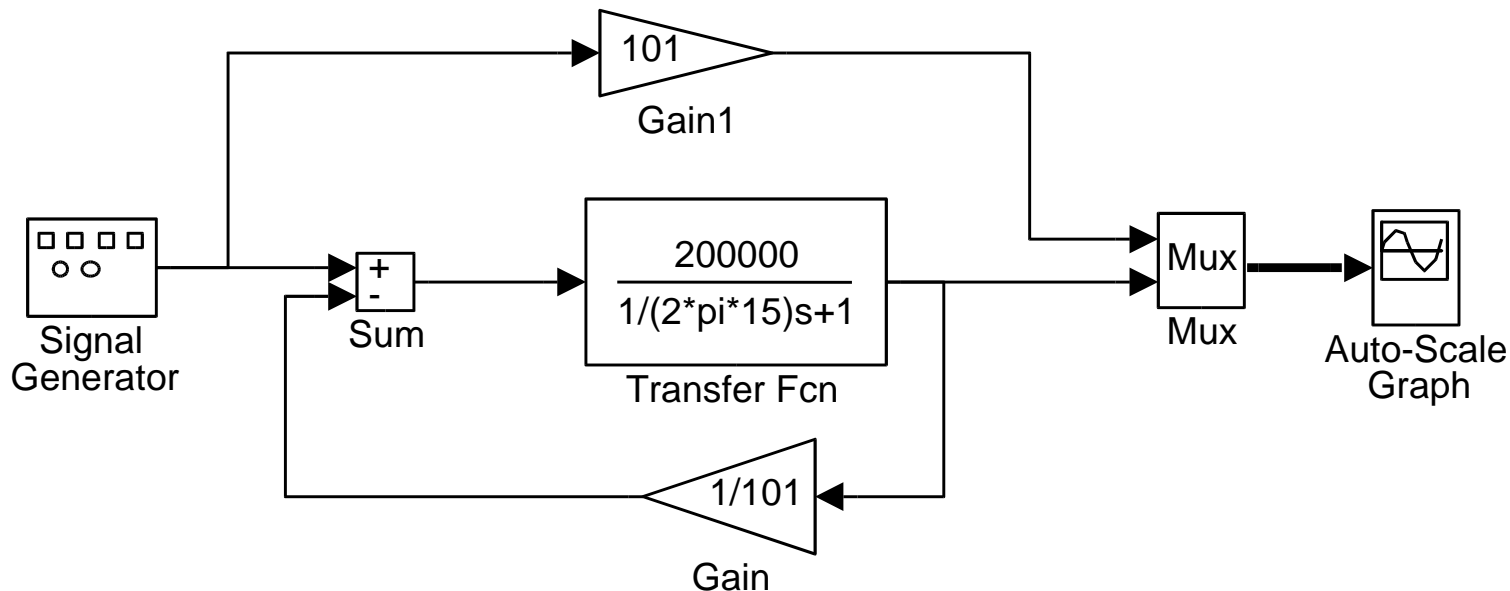 101
Gain1
Signal
Generator
+
-
Sum
200000
1/(2*pi*15)s+1
Transfer Fcn
Mux
Mux
Auto-Scale
Graph
1/101
Gain